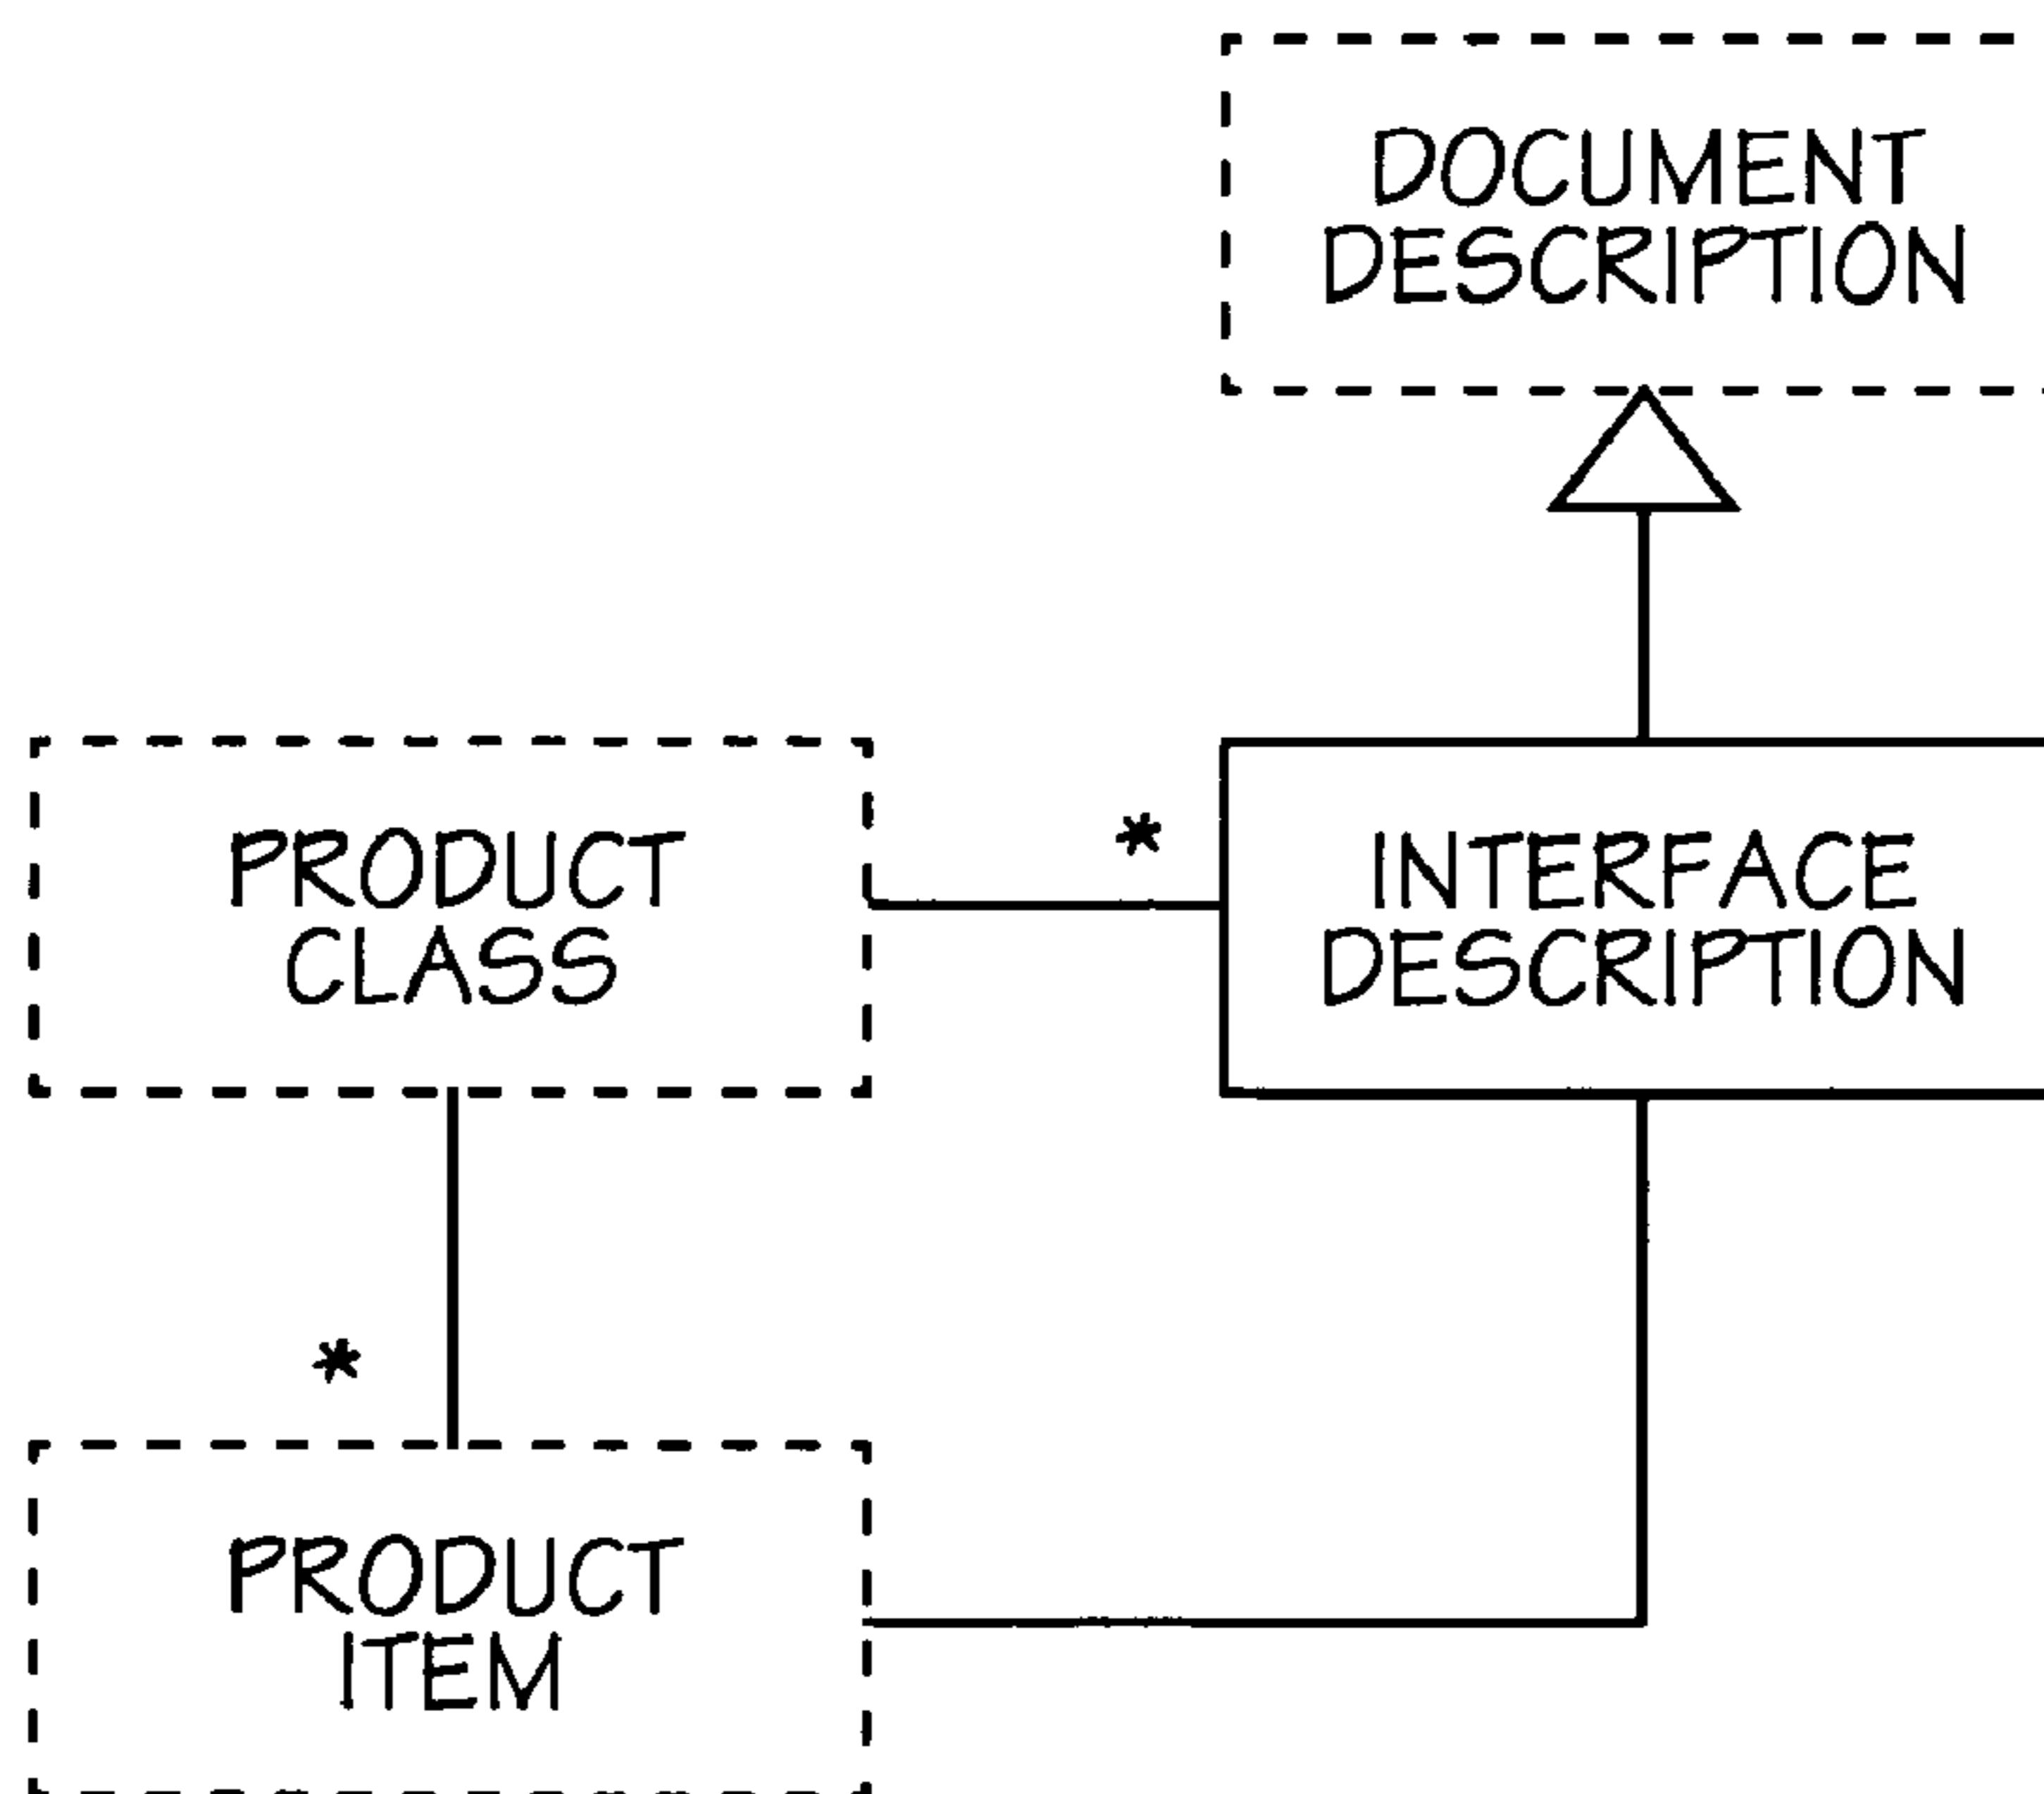 DOCUMENT
DESCRIPTION
PRODUCT
CLASS
*
INTERFACE
DESCRIPTION
*
PRODUCT
ITEM